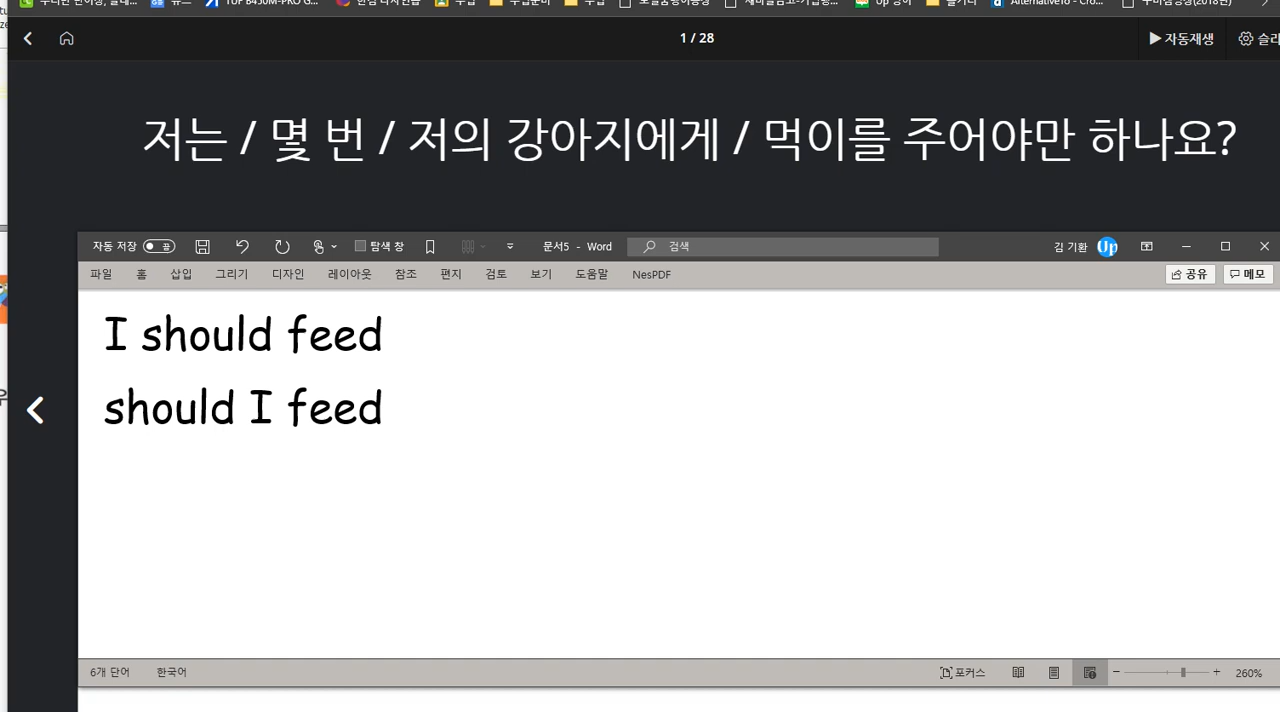 1 / 28
자동재생
저는 / 몇 번 / 저의 강아지에게 / 먹이를 주어야만 하나요?
자동 저장 끔 탐색 창 문서5 - Word 검색 김 기환 Up
파일 홈 삽입 그리기 디자인 레이아웃 참조 편지 검토 보기 도움말 NesPDF 공유 메모
I should feed
should I feed
6개 단어 한국어 포커스 260%